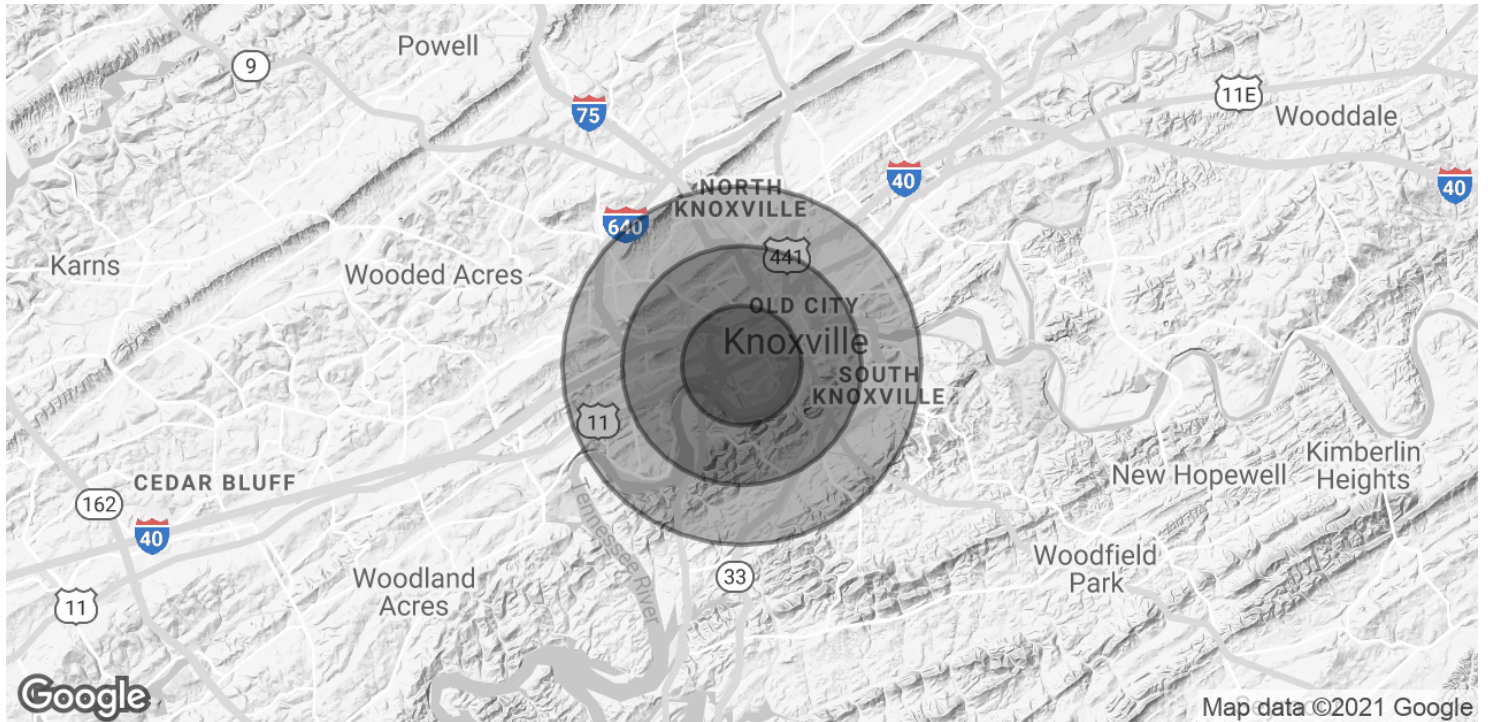 Powell
9
75
11E
Wooddale
40
40
NORTH
KNOXVILLE
640
441
Karns
Wooded Acres
OLD CITY
Knoxville
SOUTH
KNOXVILLE
11
CEDAR BLUFF
162
40
New Hopewell
Kimberlin
Heights
Tennessee River
Woodfield
Park
33
Woodland
Acres
11
Google
Map data ©2021 Google